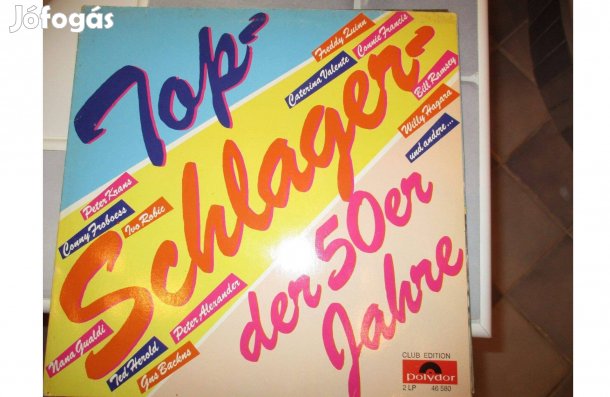 Jófogás
Top-
Schlager
der 50er
Jahre
Freddy Quinn
Connie Francis
Caterina Valente
Bill Ramsey
Willy Hagara
und andere...
Peter Kraus
Conny Froboess
Ivo Robic
Nana Gualdi
Ted Herold
Peter Alexander
Gus Backus
CLUB EDITION
Polydor
2 LP 46 580